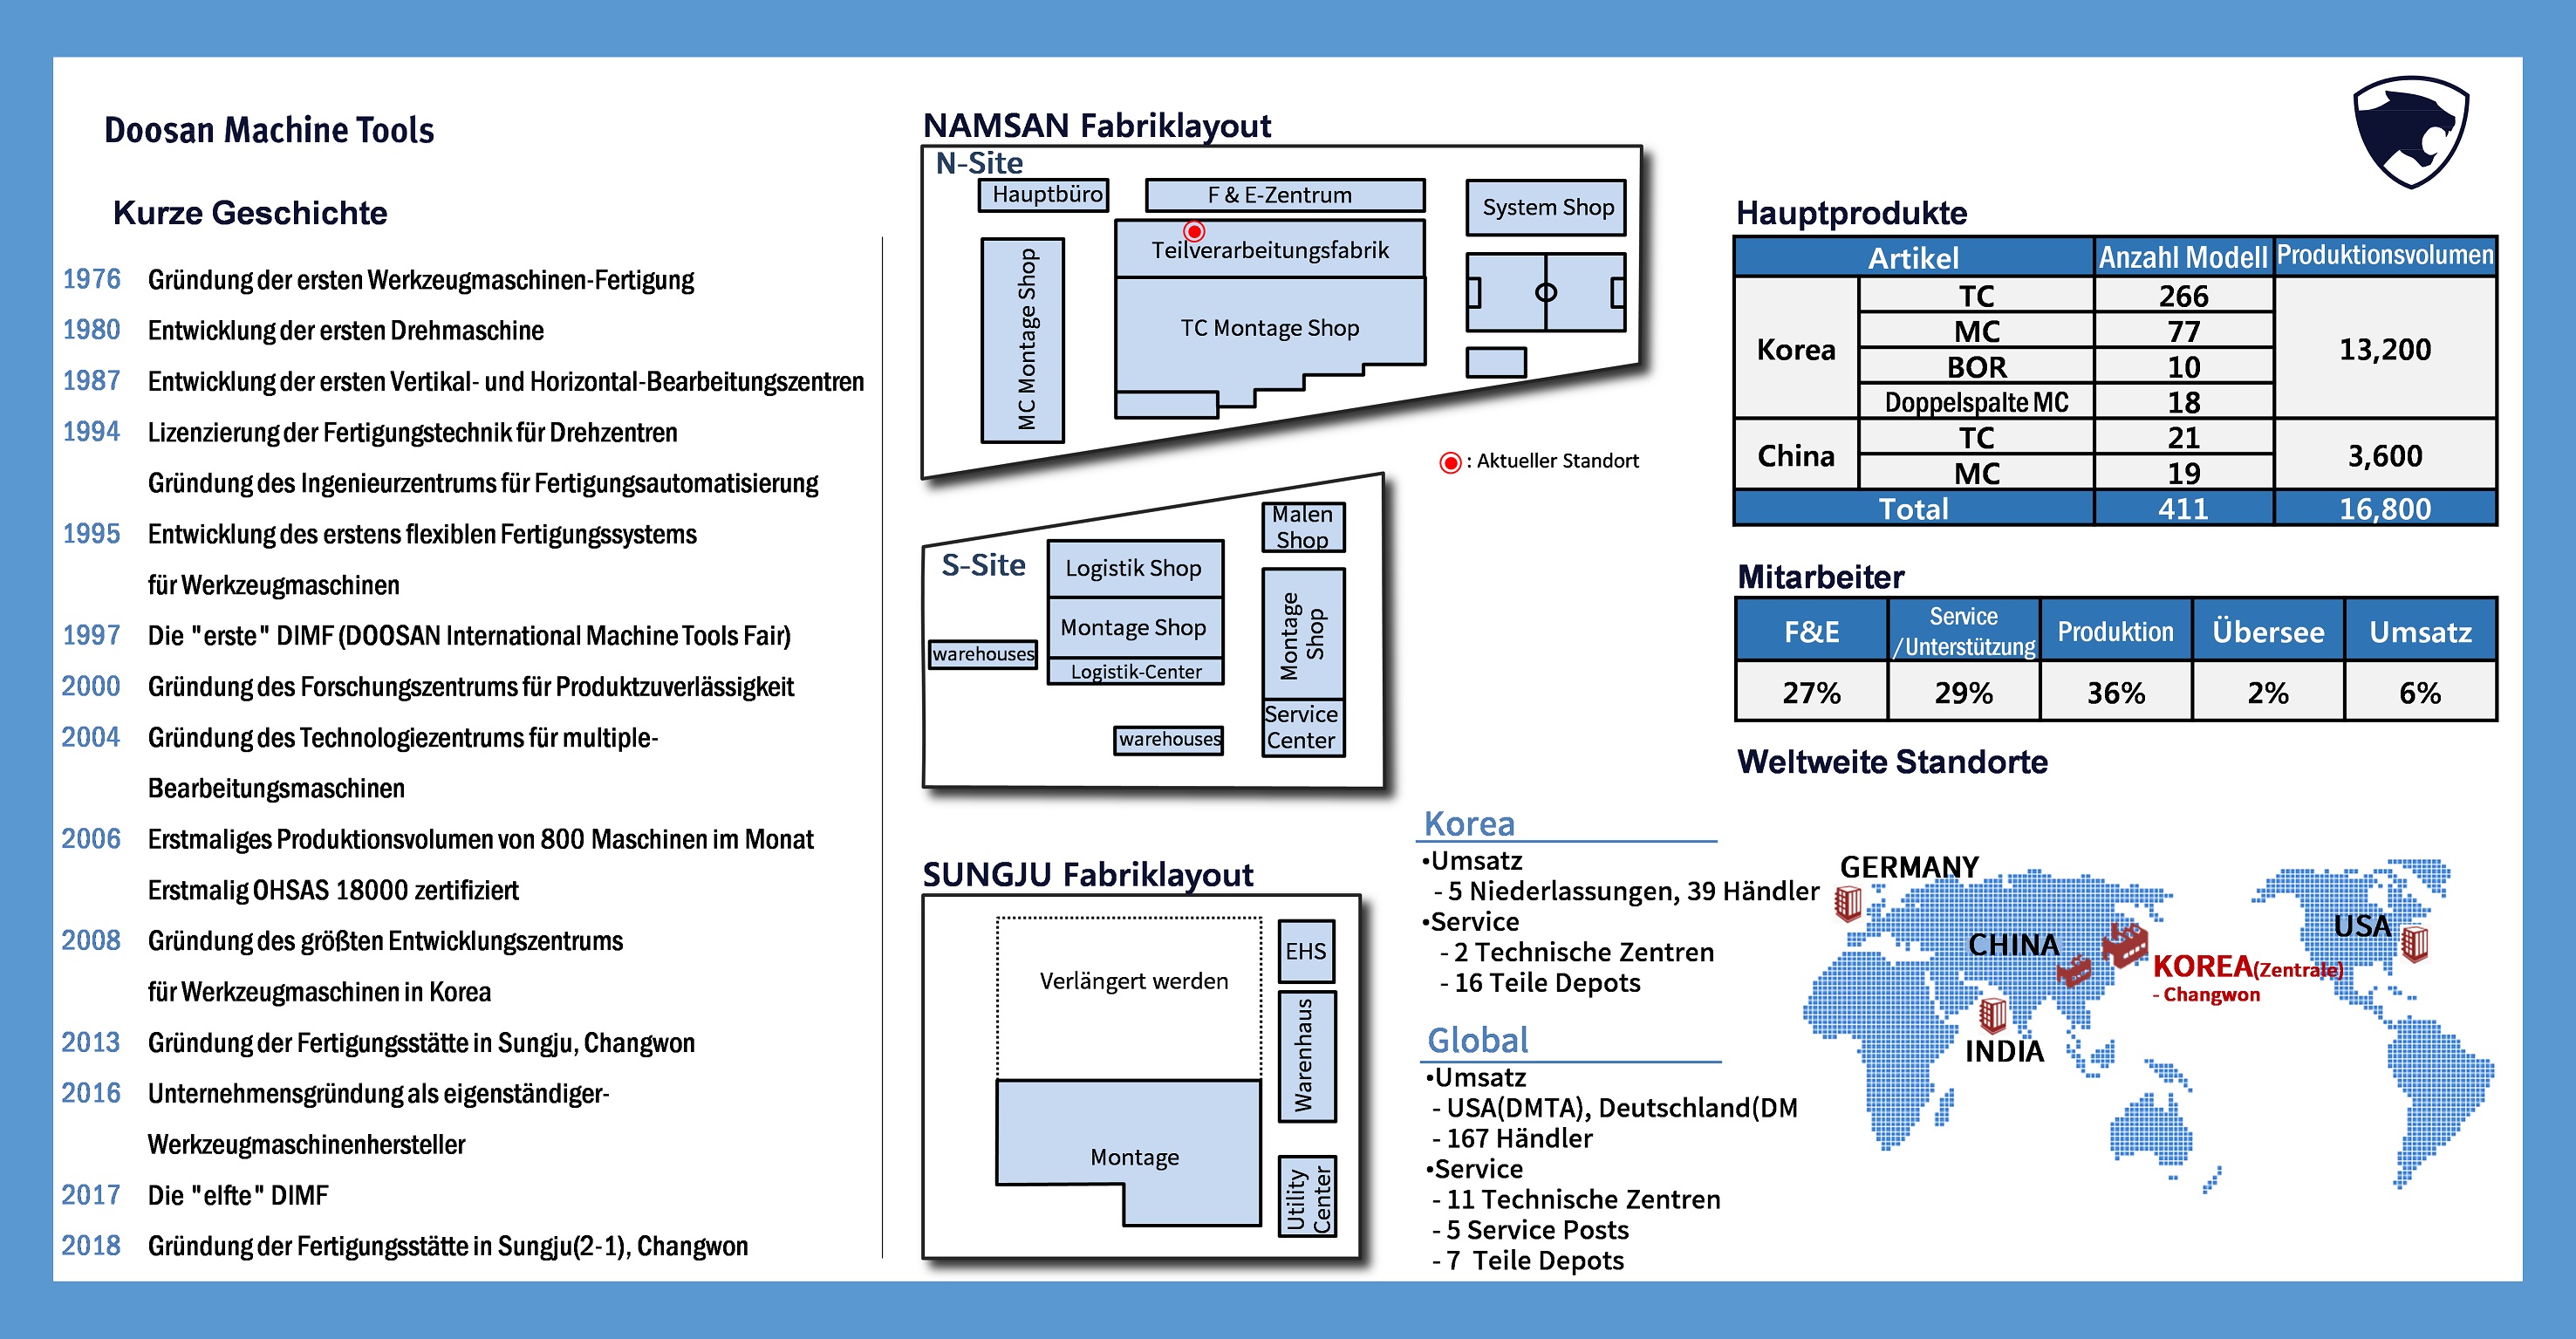 Doosan Machine Tools
Kurze Geschichte
1976 Gründung der ersten Werkzeugmaschinen-Fertigung
1980 Entwicklung der ersten Drehmaschine
1987 Entwicklung der ersten Vertikal- und Horizontal-Bearbeitungszentren
1994 Lizenzierung der Fertigungstechnik für Drehzentren
Gründung des Ingenieurzentrums für Fertigungsautomatisierung
1995 Entwicklung des erstens flexiblen Fertigungssystems
für Werkzeugmaschinen
1997 Die "erste" DIMF (DOOSAN International Machine Tools Fair)
2000 Gründung des Forschungszentrums für Produktzuverlässigkeit
2004 Gründung des Technologiezentrums für multiple-
Bearbeitungsmaschinen
2006 Erstmaliges Produktionsvolumen von 800 Maschinen im Monat
Erstmalig OHSAS 18000 zertifiziert
2008 Gründung des größten Entwicklungszentrums
für Werkzeugmaschinen in Korea
2013 Gründung der Fertigungsstätte in Sungju, Changwon
2016 Unternehmensgründung als eigenständiger-
Werkzeugmaschinenhersteller
2017 Die "elfte" DIMF
2018 Gründung der Fertigungsstätte in Sungju(2-1), Changwon
NAMSAN Fabriklayout
N-Site
Hauptbüro
F & E-Zentrum
System Shop
Teilverarbeitungsfabrik
MC Montage Shop
TC Montage Shop
: Aktueller Standort
S-Site
Logistik Shop
Montage Shop
Logistik-Center
warehouses
warehouses
Malen
Shop
Montage
Shop
Service
Center
SUNGJU Fabriklayout
Verlängert werden
Montage
EHS
Warenhaus
Utility
Center
Korea
•Umsatz
- 5 Niederlassungen, 39 Händler
•Service
- 2 Technische Zentren
- 16 Teile Depots
Global
•Umsatz
- USA(DMTA), Deutschland(DM
- 167 Händler
•Service
- 11 Technische Zentren
- 5 Service Posts
- 7 Teile Depots
Hauptprodukte
Artikel Anzahl Modell Produktionsvolumen
Korea TC 266 13,200
MC 77
BOR 10
Doppelspalte MC 18
China TC 21 3,600
MC 19
Total 411 16,800
Mitarbeiter
F&E Service /Unterstützung Produktion Übersee Umsatz
27% 29% 36% 2% 6%
Weltweite Standorte
GERMANY
CHINA
INDIA
USA
KOREA(Zentrale)
- Changwon